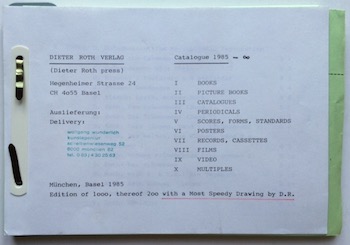 DIETER ROTH VERLAG
(Dieter Roth press)
Hegenheimer Strasse 24
CH 4o55 Basel
Auslieferung:
Delivery:
Catalogue 1985 - ∞
I BOOKS
II PICTURE BOOKS
III CATALOGUES
IV PERIODICALS
V SCORES, FORMS, STANDARDS
VI POSTERS
VII RECORDS, CASSETTES
VIII FILMS
IX VIDEO
X MULTIPLES
München, Basel 1985
Edition of 1ooo, thereof 2oo with a Most Speedy Drawing by D.R.